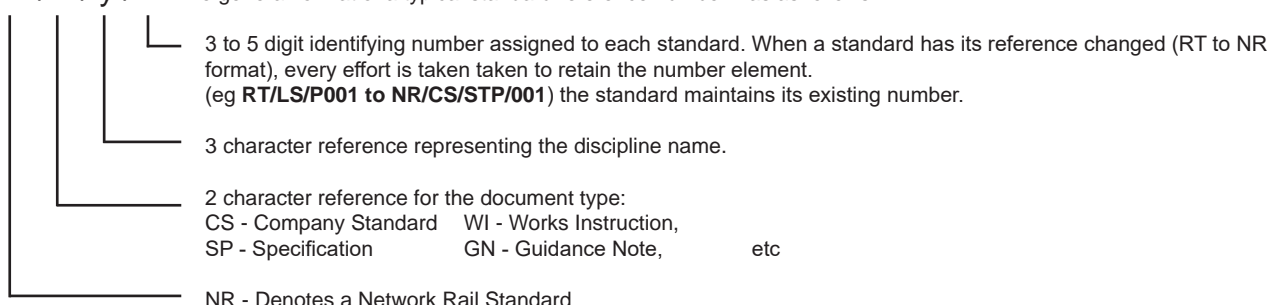 3 to 5 digit identifying number assigned to each standard. When a standard has its reference changed (RT to NR
format), every effort is taken taken to retain the number element.
(eg RT/LS/P001 to NR/CS/STP/001) the standard maintains its existing number.
3 character reference representing the discipline name.
2 character reference for the document type:
CS - Company Standard WI - Works Instruction,
SP - Specification GN - Guidance Note, etc
NR - Denotes a Network Rail Standard